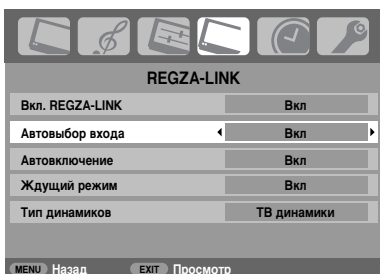 REGZA-LINK
Вкл. REGZA-LINK Вкл
Автовыбор входа Вкл
Автовключение Вкл
Ждущий режим Вкл
Тип динамиков ТВ динамики
MENU Назад EXIT Просмотр